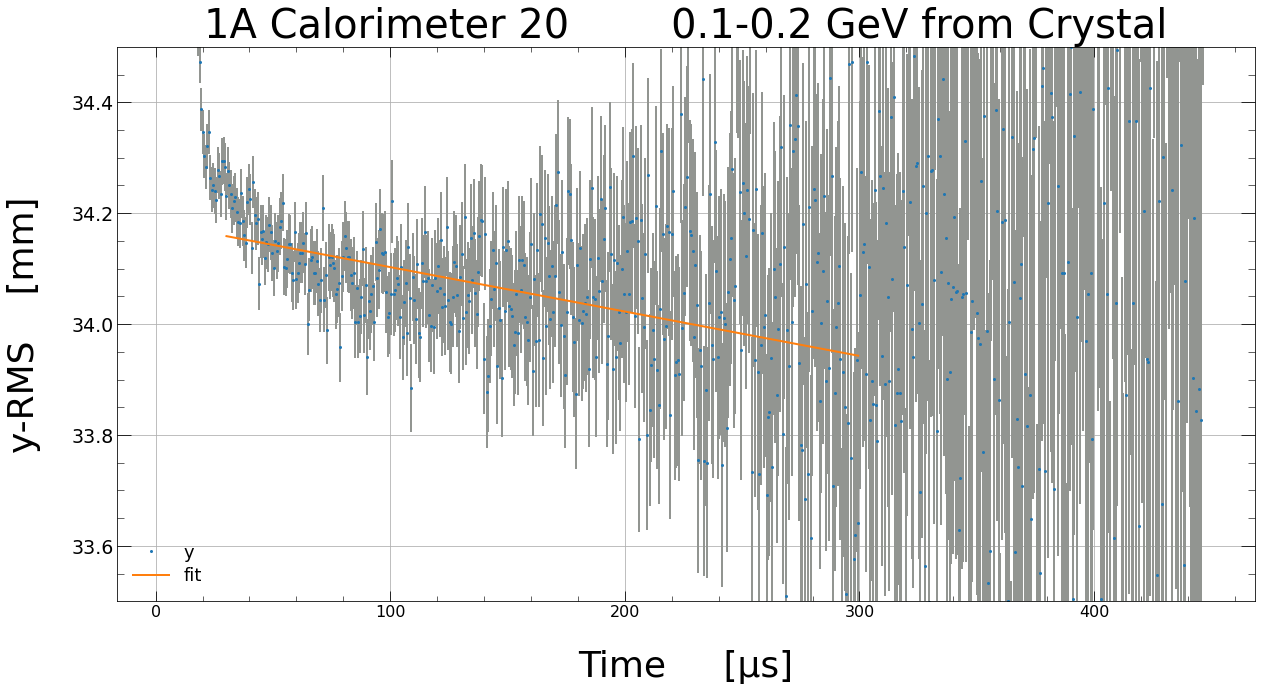 1A Calorimeter 20 0.1-0.2 GeV from Crystal
y-RMS [mm]
34.4
34.2
34.0
33.8
33.6
y
fit
0 100 200 300 400
Time [µs]